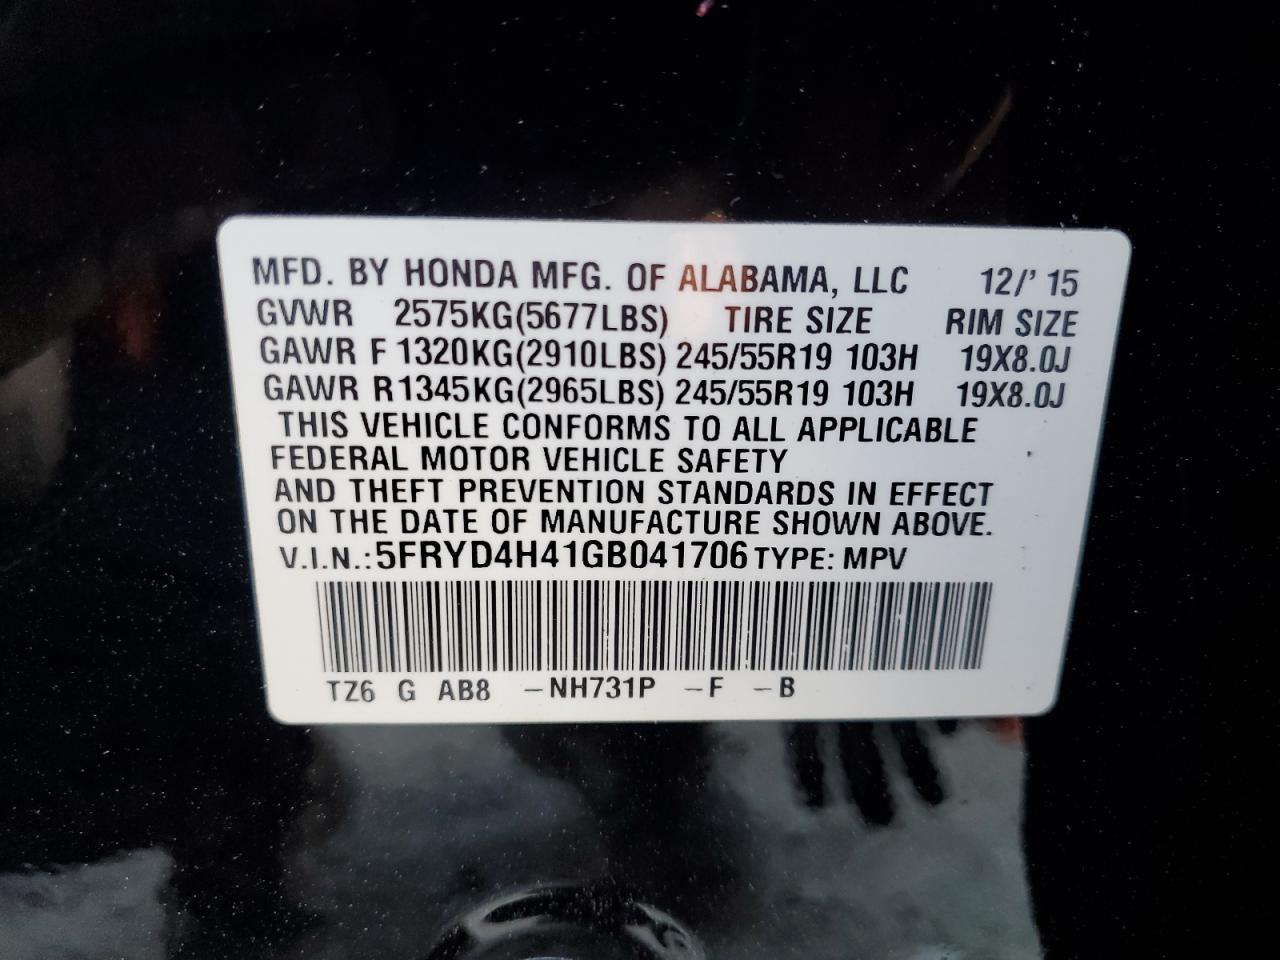 MFD. BY HONDA MFG. OF ALABAMA, LLC 12/' 15
GVWR 2575KG(5677LBS) TIRE SIZE RIM SIZE
GAWR F 1320KG(2910LBS) 245/55R19 103H 19X8.0J
GAWR R1345KG(2965LBS) 245/55R19 103H 19X8.0J
THIS VEHICLE CONFORMS TO ALL APPLICABLE
FEDERAL MOTOR VEHICLE SAFETY
AND THEFT PREVENTION STANDARDS IN EFFECT
ON THE DATE OF MANUFACTURE SHOWN ABOVE.
V.I.N.: 5FRYD4H41GB041706 TYPE: MPV
TZ6 G AB8 -NH731P -F -B